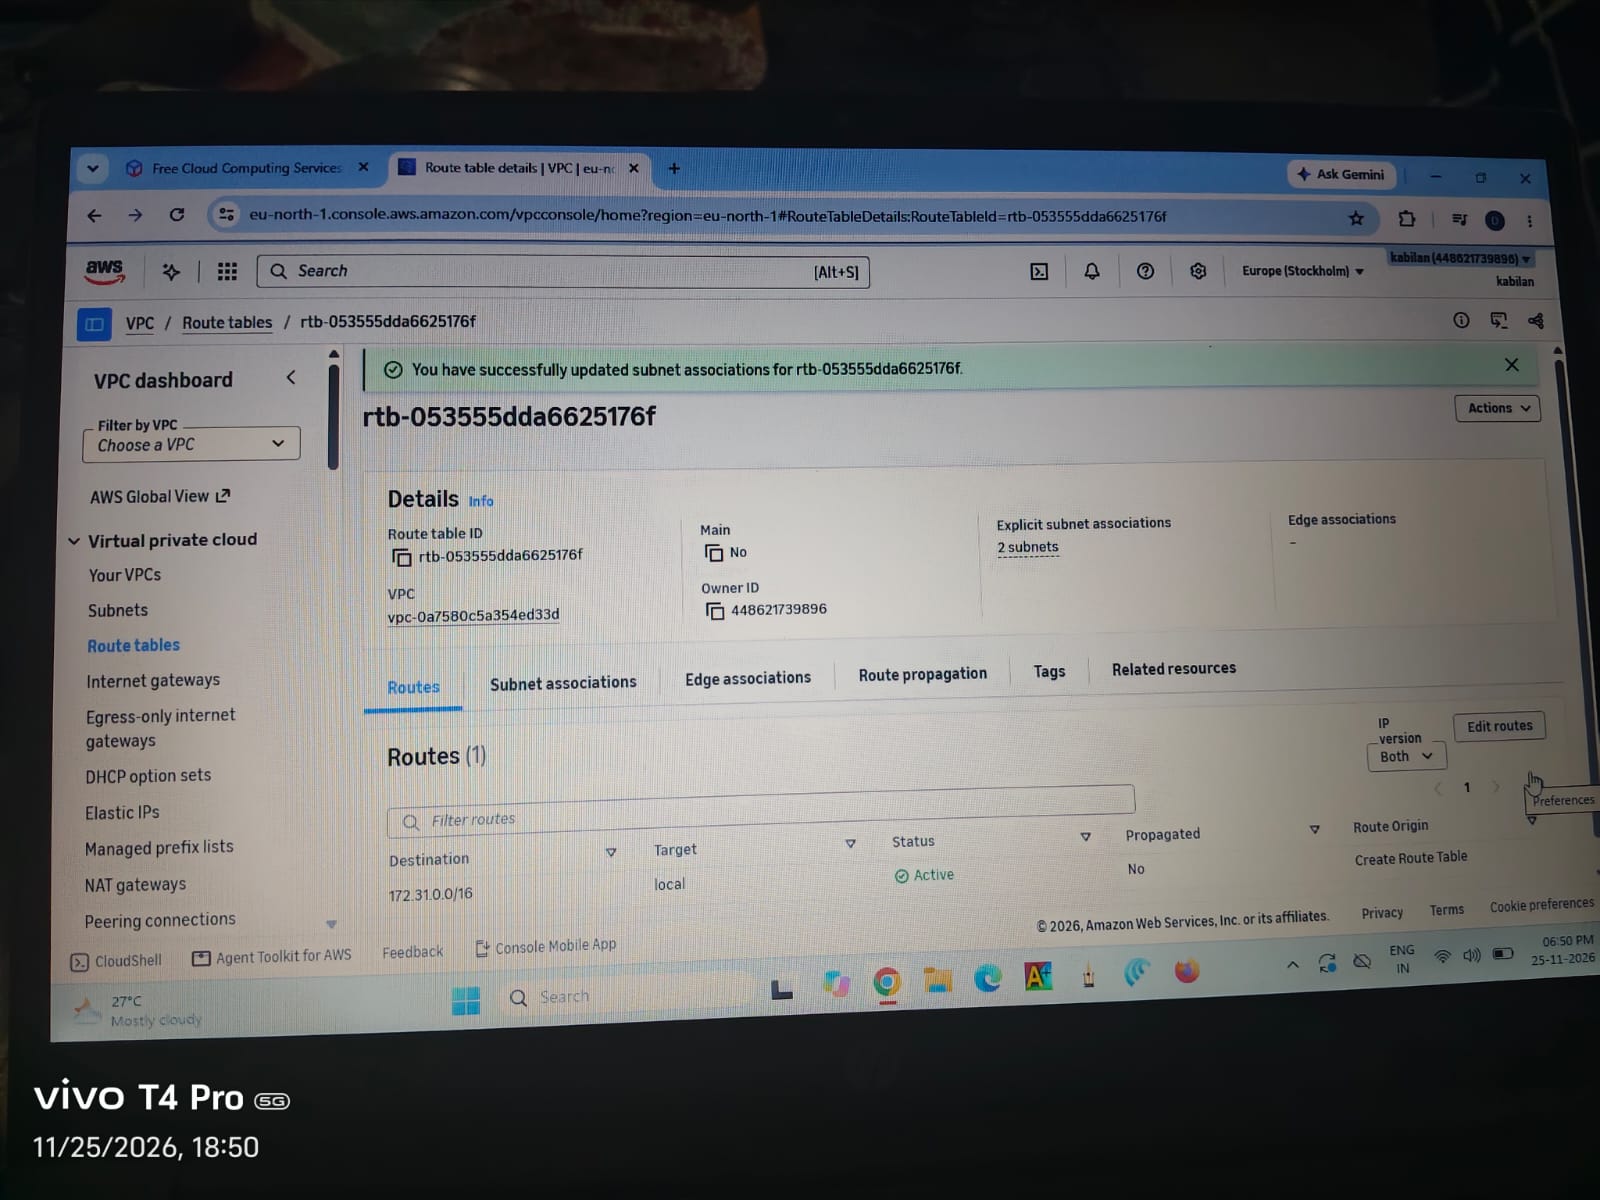 Free Cloud Computing Services
Route table details | VPC | eu-no
Ask Gemini
eu-north-1.console.aws.amazon.com/vpcconsole/home?region=eu-north-1#RouteTableDetails:RouteTableId=rtb-053555dda6625176f
aws
Search
[Alt+S]
Europe (Stockholm)
kabilan (448621739896)
kabilan
VPC / Route tables / rtb-053555dda6625176f
VPC dashboard
Filter by VPC
Choose a VPC
AWS Global View
Virtual private cloud
Your VPCs
Subnets
Route tables
Internet gateways
Egress-only internet
gateways
DHCP option sets
Elastic IPs
Managed prefix lists
NAT gateways
Peering connections
You have successfully updated subnet associations for rtb-053555dda6625176f.
rtb-053555dda6625176f
Actions
Details Info
Route table ID
rtb-053555dda6625176f
VPC
vpc-0a7580c5a354ed33d
Main
No
Owner ID
448621739896
Explicit subnet associations
2 subnets
Edge associations
–
Routes
Subnet associations
Edge associations
Route propagation
Tags
Related resources
Routes (1)
IP
version
Both
Edit routes
1
Preferences
Filter routes
Destination
Target
Status
Propagated
Route Origin
172.31.0.0/16
local
Active
No
Create Route Table
CloudShell
Agent Toolkit for AWS
Feedback
Console Mobile App
© 2026, Amazon Web Services, Inc. or its affiliates.
Privacy
Terms
Cookie preferences
27°C
Mostly cloudy
Search
ENG
IN
06:50 PM
25-11-2026
vivo T4 Pro 5G
11/25/2026, 18:50